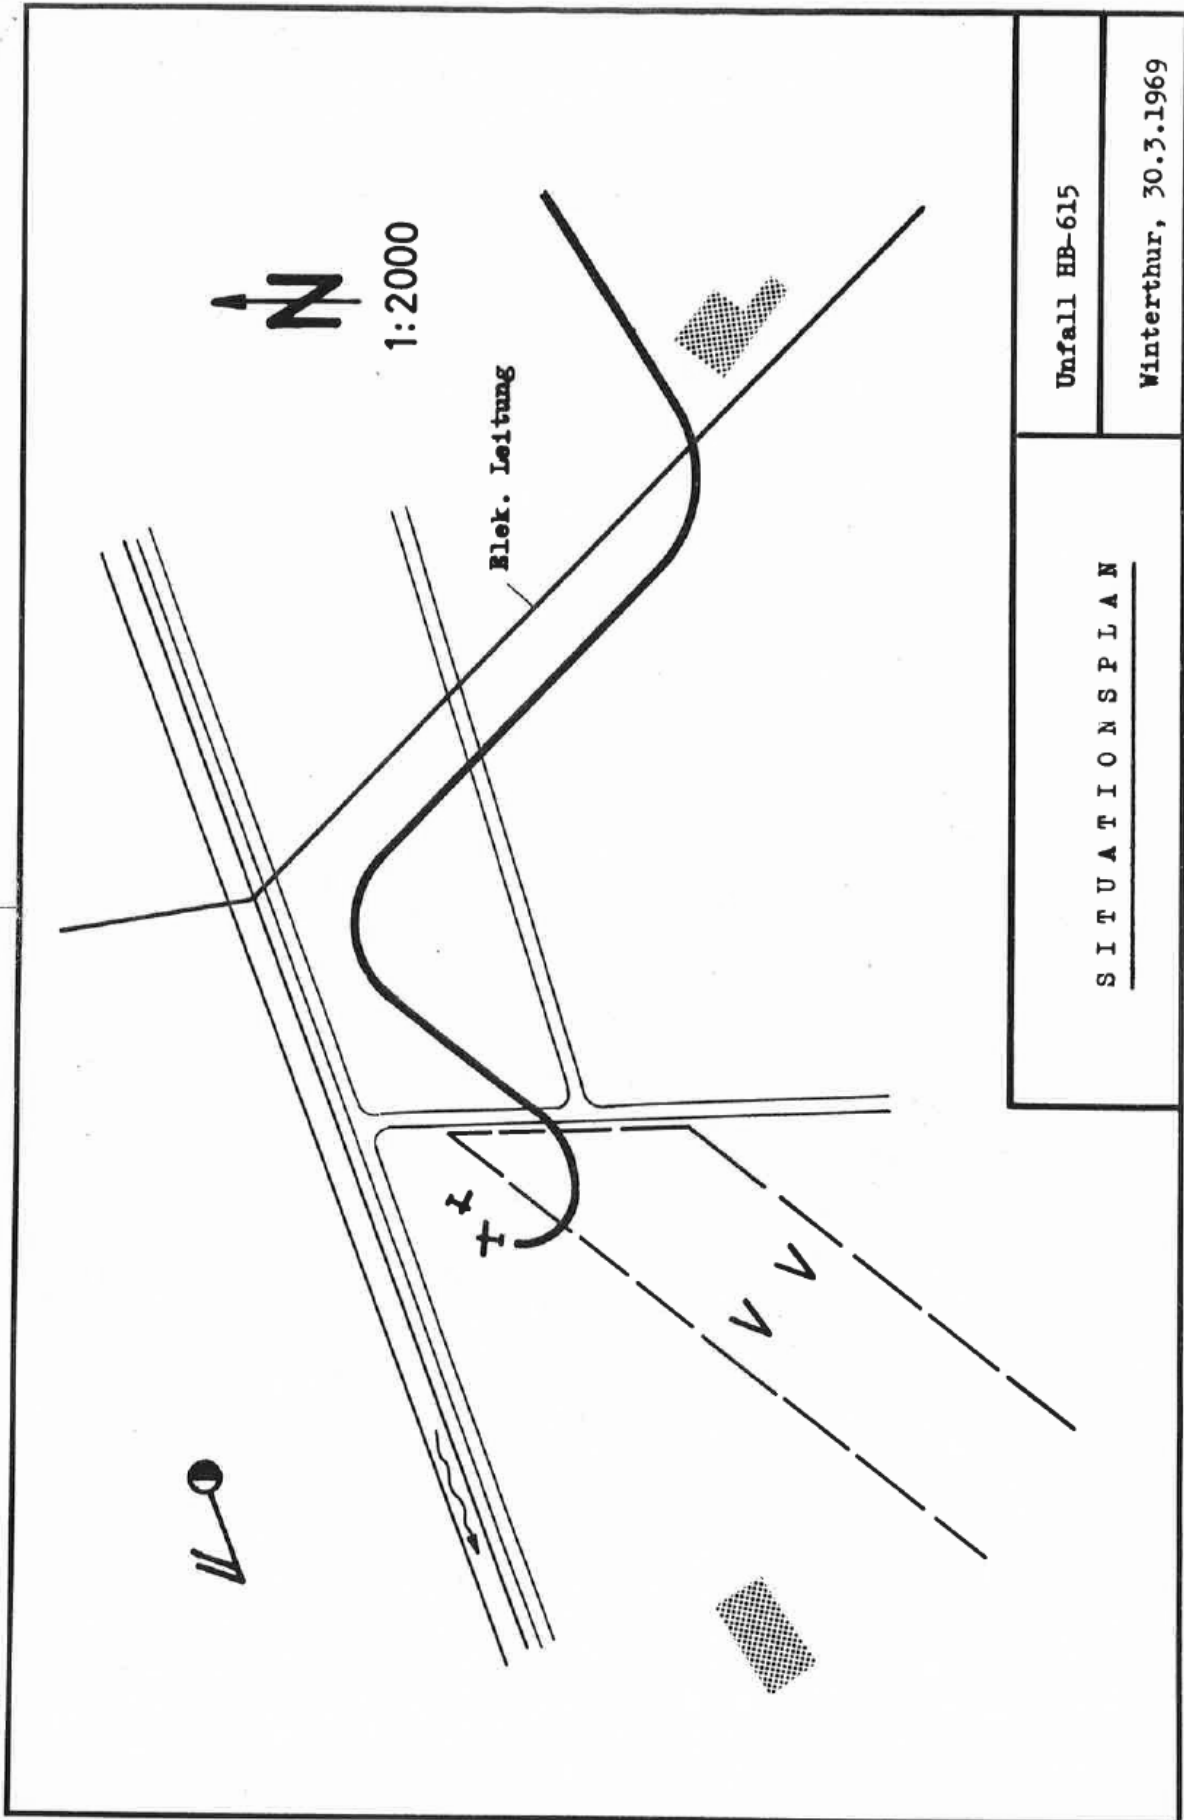 N
1:2000
Elek. Leitung
SITUATIONSPLAN
Unfall HB-615
Winterthur, 30.3.1969